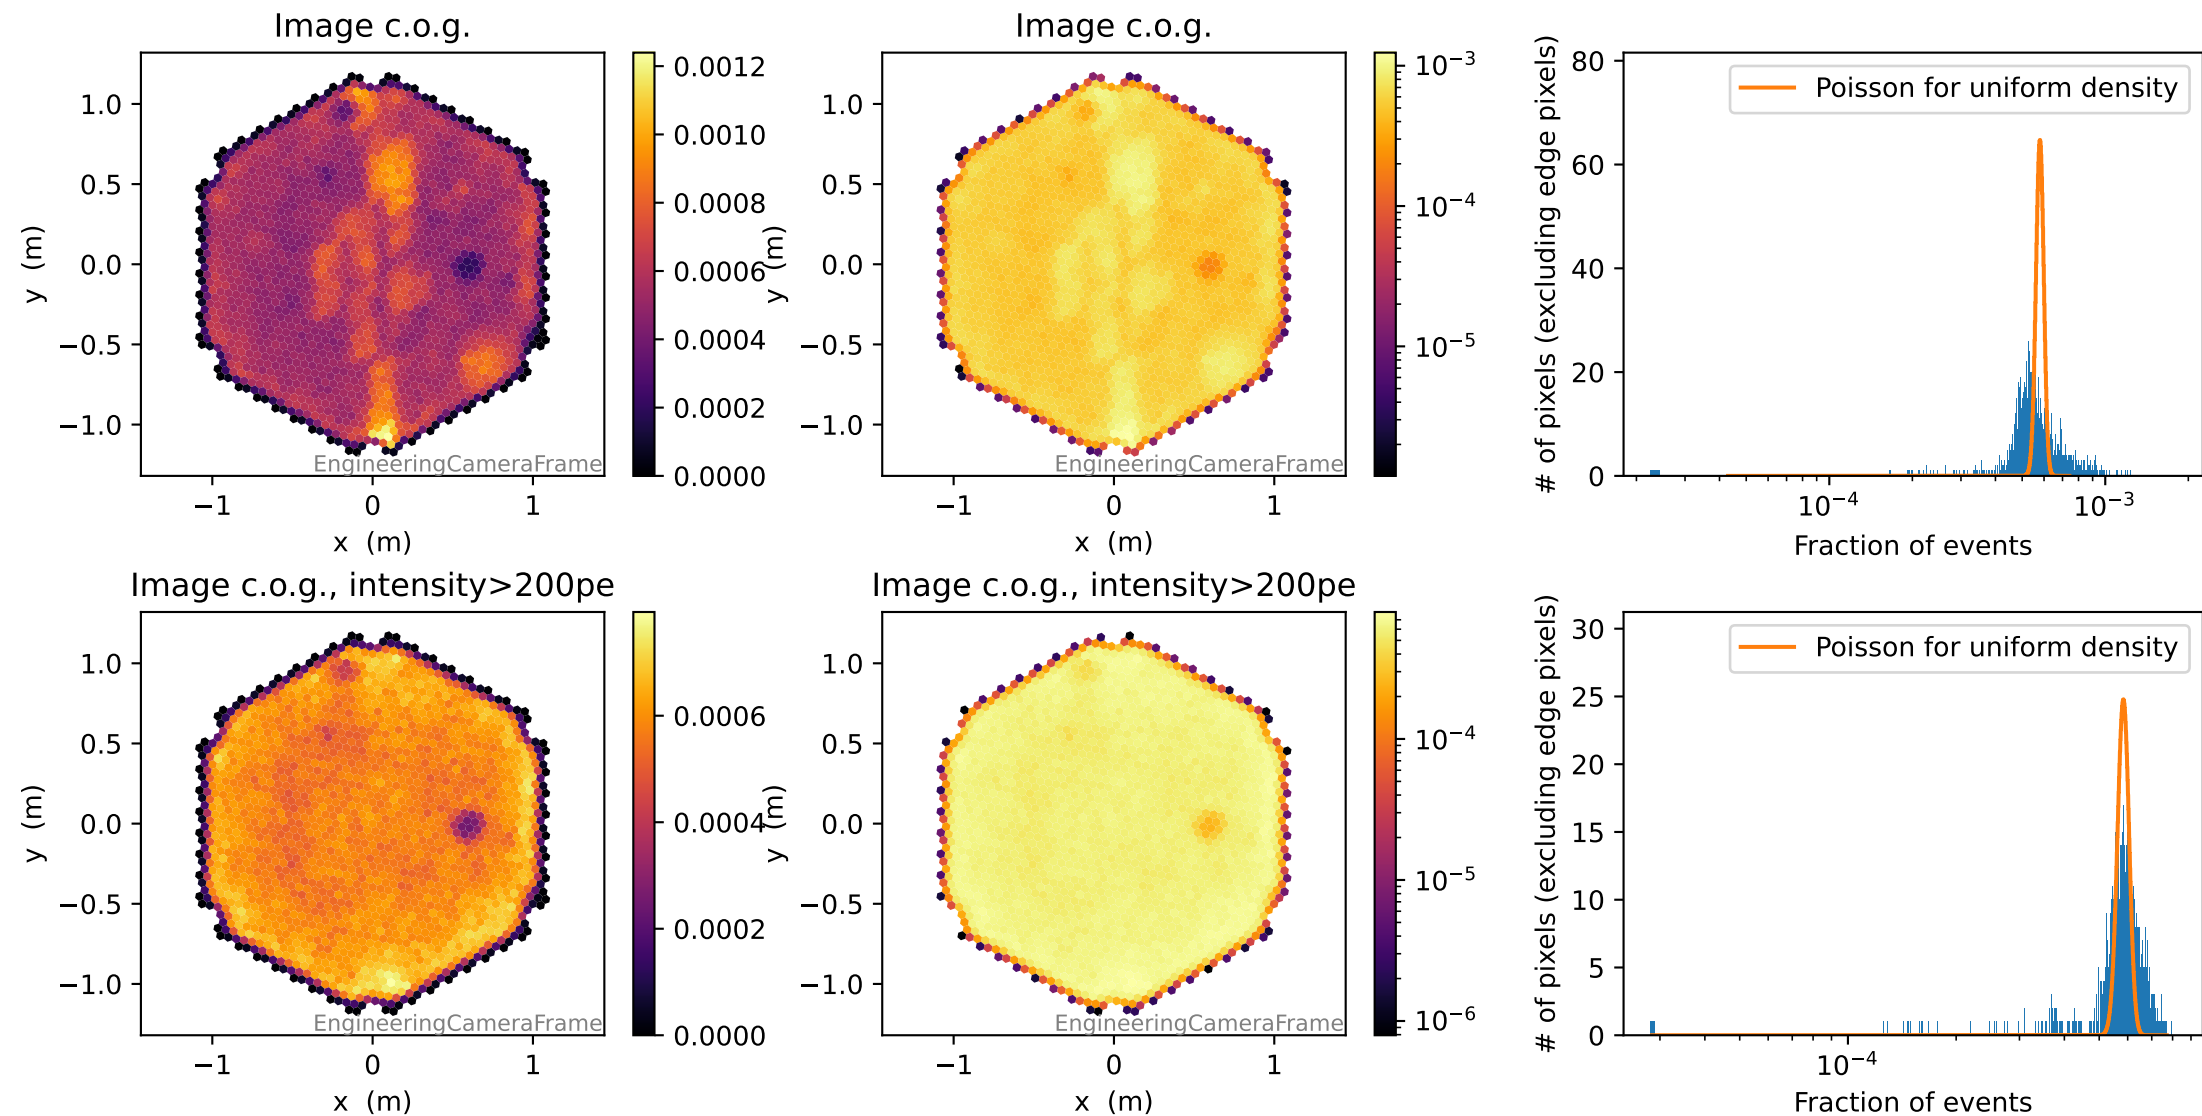 Image c.o.g.
1.0
0.5
0.0
−0.5
−1.0
y (m)
−1
0
1
x (m)
EngineeringCameraFrame
0.0012
0.0010
0.0008
0.0006
0.0004
0.0002
0.0000
Image c.o.g.
1.0
0.5
0.0
−0.5
−1.0
y (m)
−1
0
1
x (m)
EngineeringCameraFrame
10⁻³
10⁻⁴
10⁻⁵
# of pixels (excluding edge pixels)
80
60
40
20
0
Poisson for uniform density
10⁻⁴
10⁻³
Fraction of events
Image c.o.g., intensity>200pe
1.0
0.5
0.0
−0.5
−1.0
y (m)
−1
0
1
x (m)
EngineeringCameraFrame
0.0006
0.0004
0.0002
0.0000
Image c.o.g., intensity>200pe
1.0
0.5
0.0
−0.5
−1.0
y (m)
−1
0
1
x (m)
EngineeringCameraFrame
10⁻⁴
10⁻⁵
10⁻⁶
# of pixels (excluding edge pixels)
30
25
20
15
10
5
0
Poisson for uniform density
10⁻⁴
Fraction of events